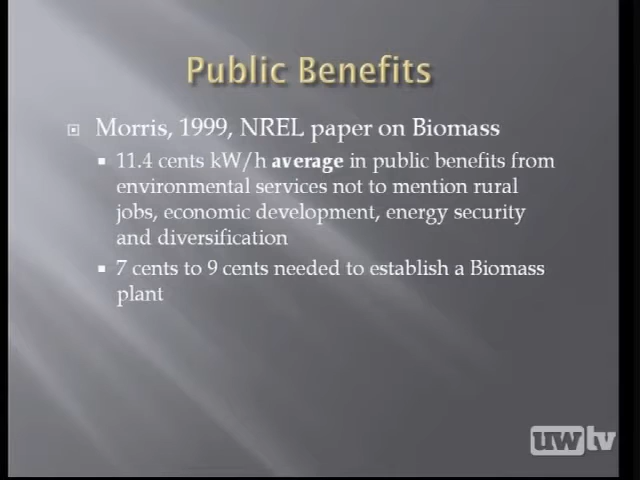 Public Benefits
Morris, 1999, NREL paper on Biomass
11.4 cents kW/h average in public benefits from
environmental services not to mention rural
jobs, economic development, energy security
and diversification
7 cents to 9 cents needed to establish a Biomass
plant
uwtv